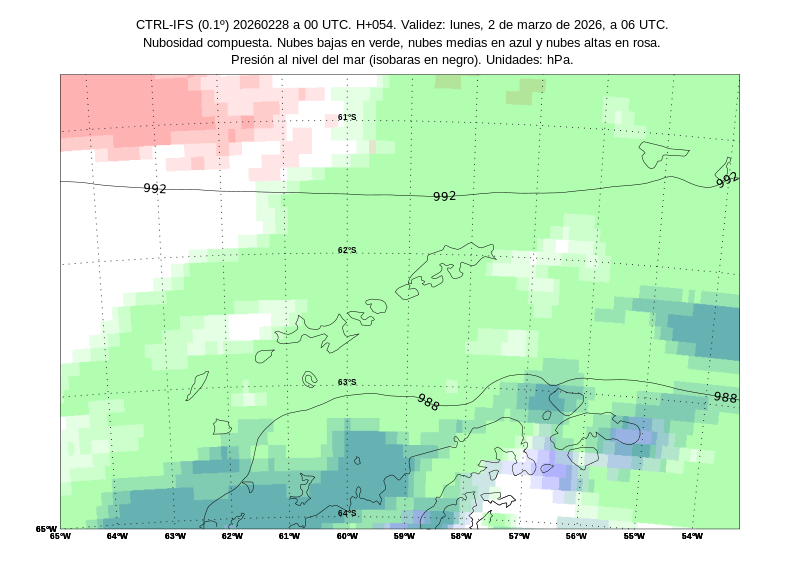 CTRL-IFS (0.1º) 20260228 a 00 UTC. H+054. Validez: lunes, 2 de marzo de 2026, a 06 UTC.
Nubosidad compuesta. Nubes bajas en verde, nubes medias en azul y nubes altas en rosa.
Presión al nivel del mar (isobaras en negro). Unidades: hPa.
61°S
992
992
992
62°S
63°S
988
988
64°S
65°W
65°W 64°W 63°W 62°W 61°W 60°W 59°W 58°W 57°W 56°W 55°W 54°W